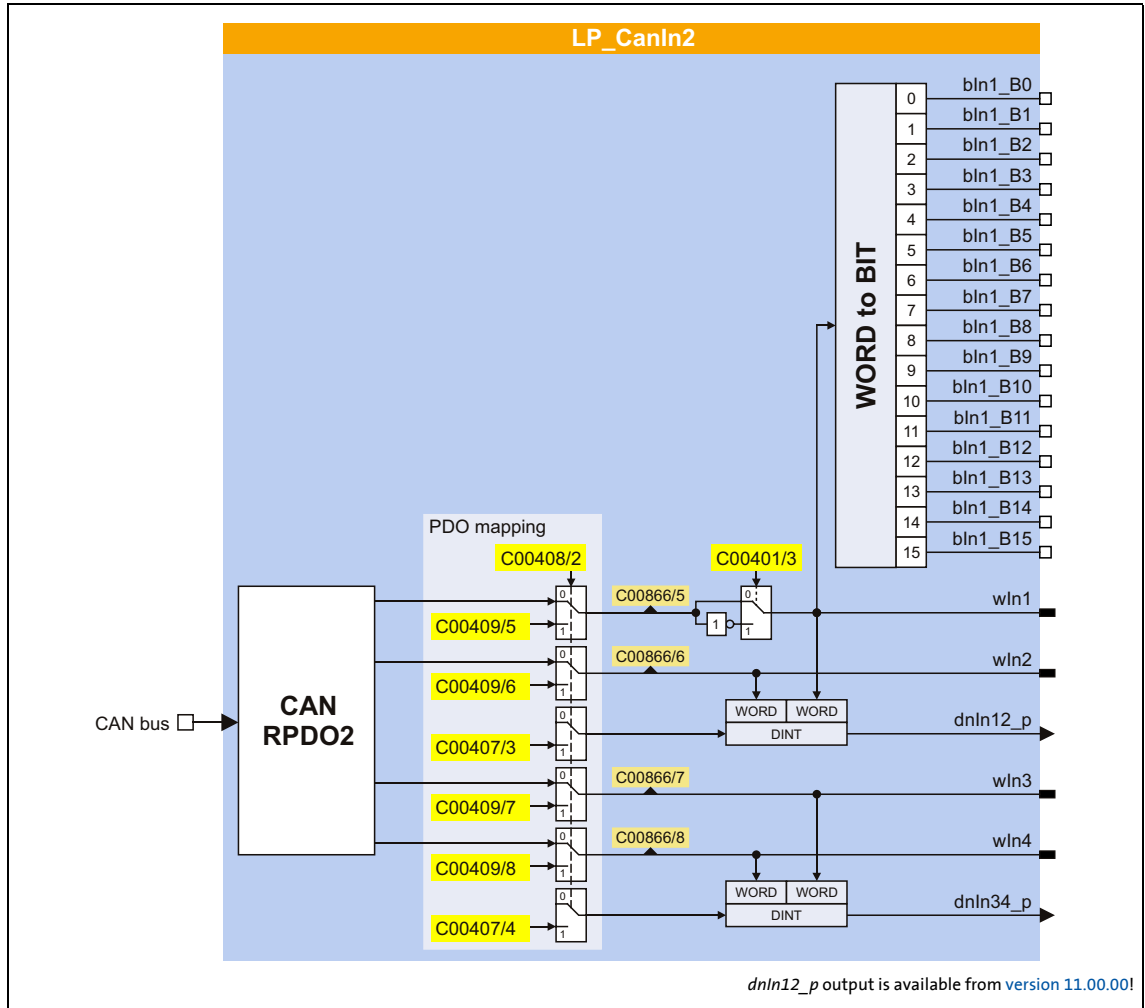 LP_CanIn2
bIn1_B0
0
bIn1_B1
1
bIn1_B2
2
bIn1_B3
3
bIn1_B4
4
bIn1_B5
5
bIn1_B6
6
bIn1_B7
7
bIn1_B8
8
bIn1_B9
9
bIn1_B10
10
bIn1_B11
11
bIn1_B12
12
bIn1_B13
13
bIn1_B14
14
bIn1_B15
15
WORD to BIT
PDO mapping
C00408/2
C00401/3
0
1
C00409/5
C00866/5
1
0
1
wIn1
0
1
C00409/6
C00866/6
wIn2
CAN
RPDO2
CAN bus
0
1
C00407/3
WORD WORD
DINT
dnIn12_p
0
1
C00409/7
C00866/7
wIn3
0
1
C00409/8
C00866/8
wIn4
0
1
C00407/4
WORD WORD
DINT
dnIn34_p
dnIn12_p output is available from version 11.00.00!